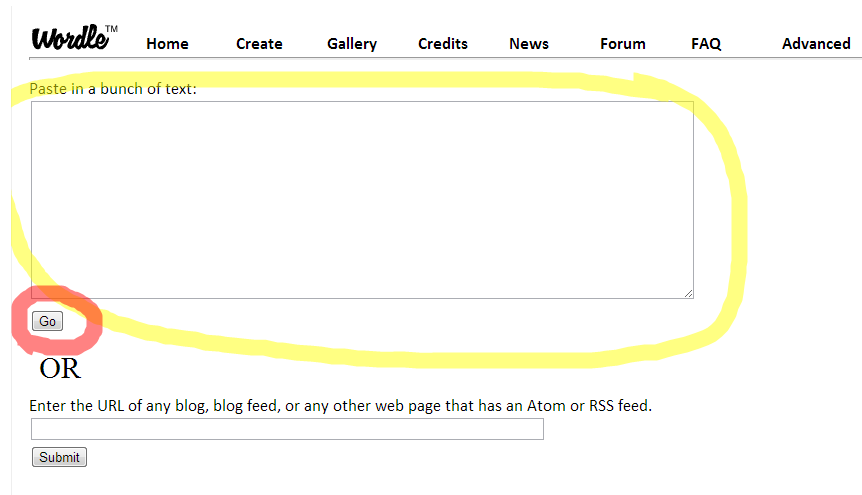 Wordle™ Home Create Gallery Credits News Forum FAQ Advanced
Paste in a bunch of text:
Go
OR
Enter the URL of any blog, blog feed, or any other web page that has an Atom or RSS feed.
Submit